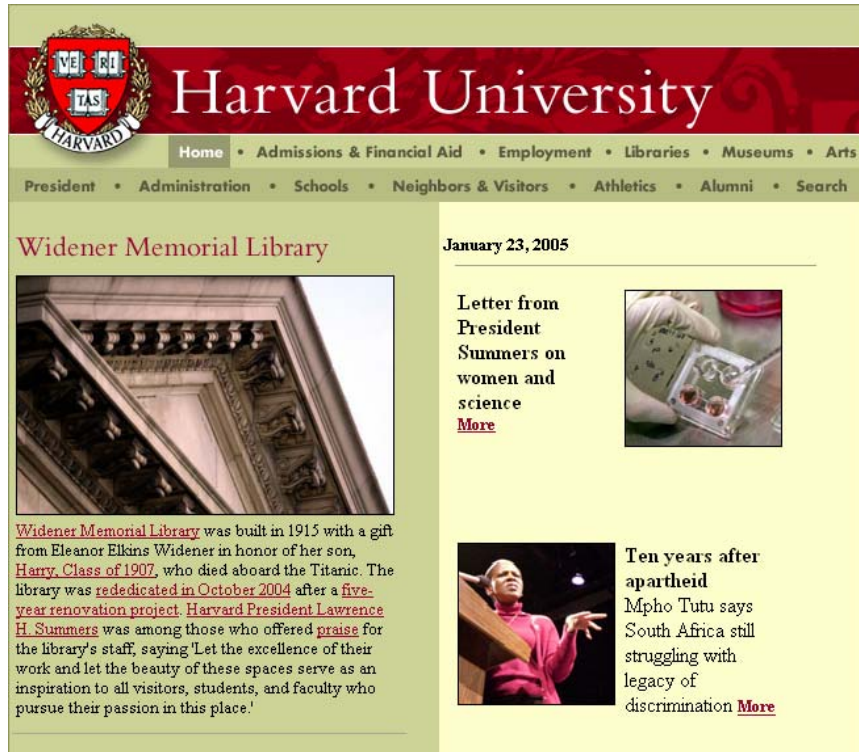 VE RI
TAS
HARVARD
Harvard University
Home • Admissions & Financial Aid • Employment • Libraries • Museums • Arts
President • Administration • Schools • Neighbors & Visitors • Athletics • Alumni • Search
Widener Memorial Library
Widener Memorial Library was built in 1915 with a gift
from Eleanor Elkins Widener in honor of her son,
Harry, Class of 1907, who died aboard the Titanic. The
library was rededicated in October 2004 after a five-
year renovation project. Harvard President Lawrence
H. Summers was among those who offered praise for
the library's staff, saying 'Let the excellence of their
work and let the beauty of these spaces serve as an
inspiration to all visitors, students, and faculty who
pursue their passion in this place.'
January 23, 2005
Letter from
President
Summers on
women and
science
More
Ten years after
apartheid
Mpho Tutu says
South Africa still
struggling with
legacy of
discrimination More